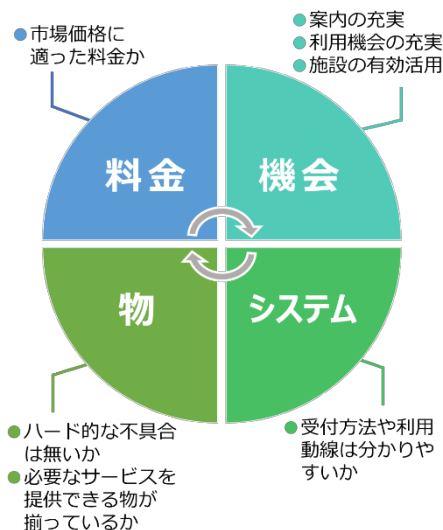 ●市場価格に
適った料金か
●案内の充実
●利用機会の充実
●施設の有効活用
料金
機会
物
システム
●ハード的な不具合
は無いか
●必要なサービスを
提供できる物が
揃っているか
●受付方法や利用
動線は分かりや
すいか